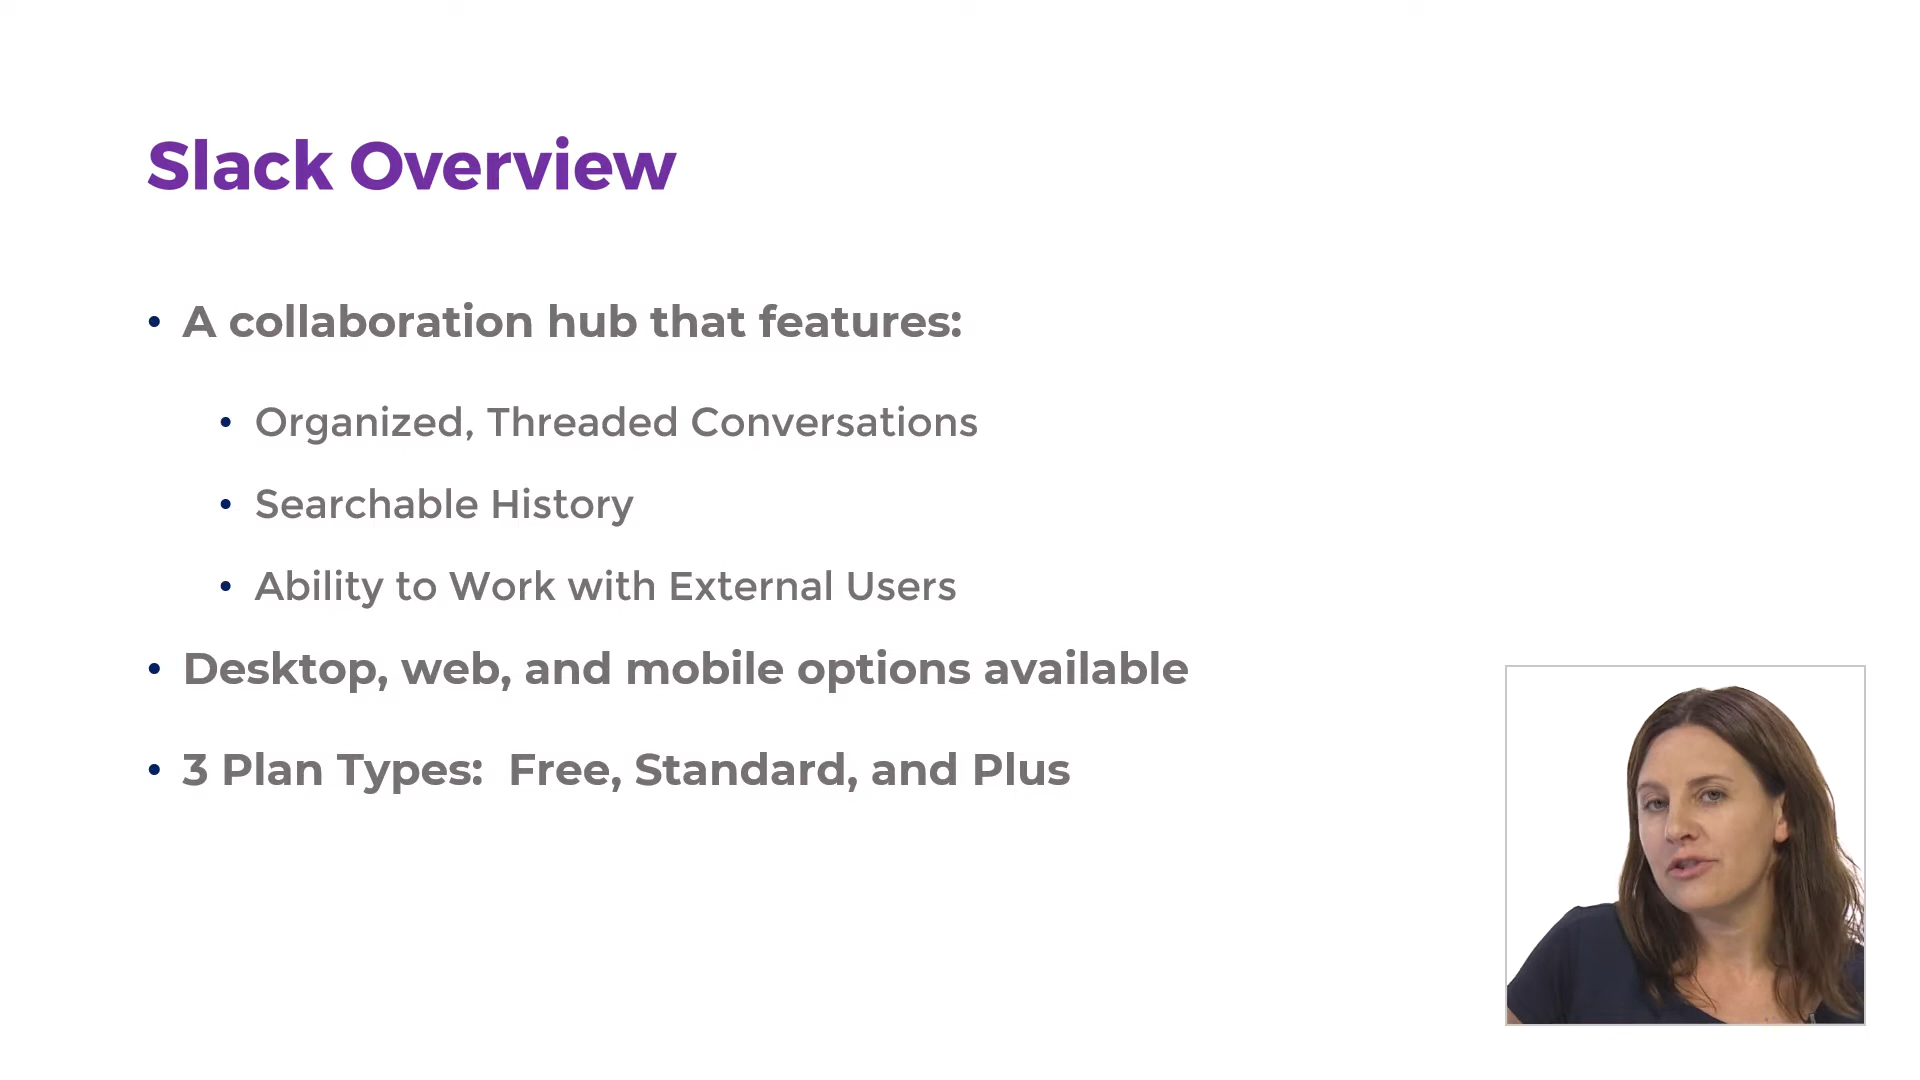 Slack Overview
• A collaboration hub that features:
• Organized, Threaded Conversations
• Searchable History
• Ability to Work with External Users
• Desktop, web, and mobile options available
• 3 Plan Types:  Free, Standard, and Plus